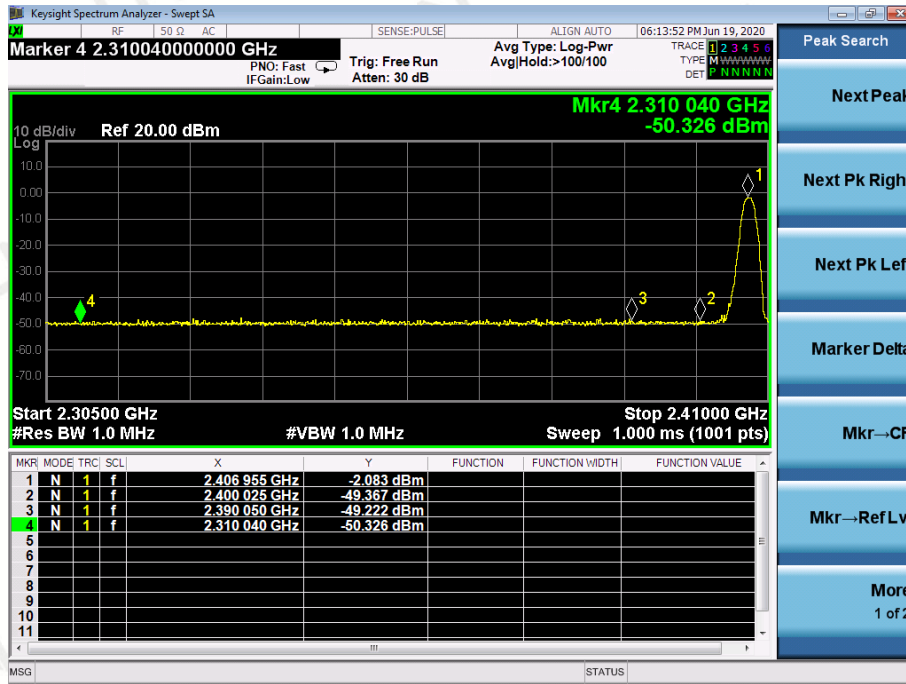 Keysight Spectrum Analyzer - Swept SA
LXI RF 50 Ω AC SENSE:PULSE ALIGN AUTO 06:13:52 PM Jun 19, 2020
Marker 4 2.310040000000 GHz
PNO: Fast
IFGain:Low
Trig: Free Run
Atten: 30 dB
Avg Type: Log-Pwr
Avg|Hold:>100/100
TRACE 1 2 3 4 5 6
TYPE M W W W W W
DET P N N N N N
Mkr4 2.310 040 GHz
-50.326 dBm
10 dB/div Ref 20.00 dBm
Log
10.0
0.00
-10.0
-20.0
-30.0
-40.0
-50.0
-60.0
-70.0
1
4
3
2
Start 2.30500 GHz Stop 2.41000 GHz
#Res BW 1.0 MHz #VBW 1.0 MHz Sweep 1.000 ms (1001 pts)
MKR MODE TRC SCL X Y FUNCTION FUNCTION WIDTH FUNCTION VALUE
1 N 1 f 2.406 955 GHz -2.083 dBm
2 N 1 f 2.400 025 GHz -49.367 dBm
3 N 1 f 2.390 050 GHz -49.222 dBm
4 N 1 f 2.310 040 GHz -50.326 dBm
5
6
7
8
9
10
11
MSG STATUS
Peak Search
Next Peak
Next Pk Righ
Next Pk Lef
Marker Delta
Mkr→CF
Mkr→Ref Lv
More
1 of 2